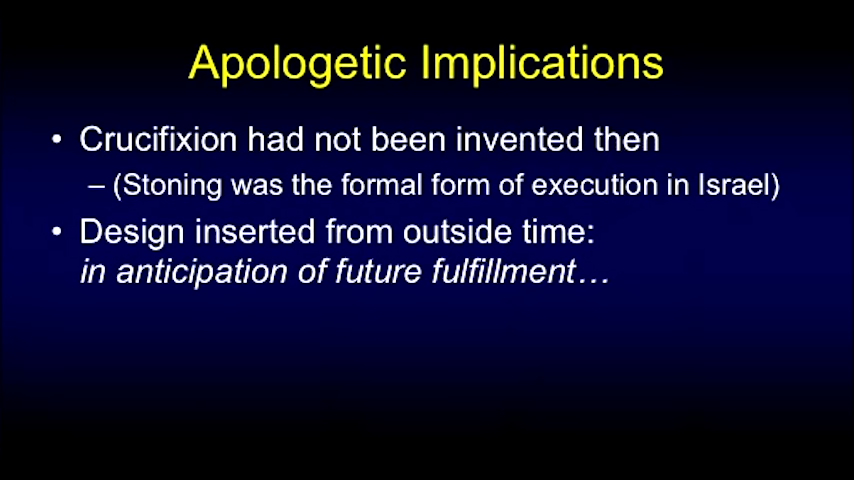 Apologetic Implications
• Crucifixion had not been invented then
– (Stoning was the formal form of execution in Israel)
• Design inserted from outside time:
in anticipation of future fulfillment…